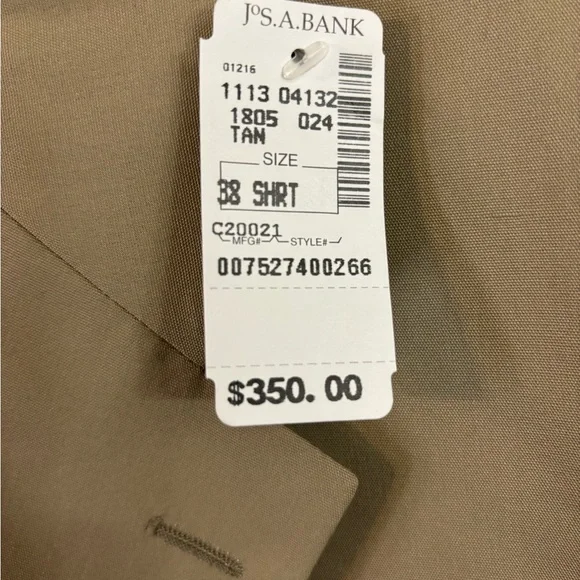 JoS.A.BANK
01216
1113 04132
1805 024
TAN
SIZE
38 SHRT
C20021
MFG# STYLE#
007527400266
$350.00